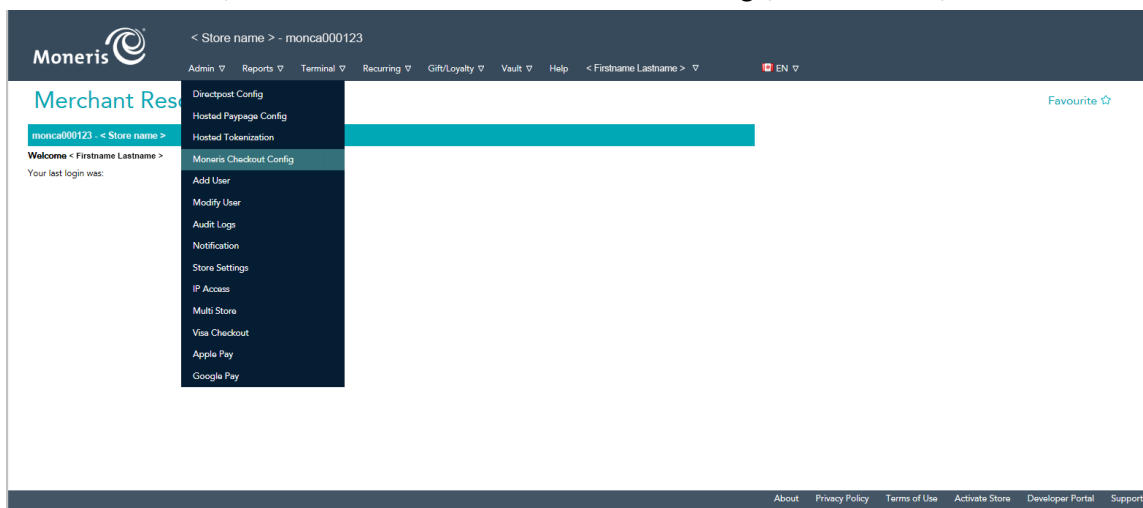 Moneris
< Store name > - monca000123
Admin ▽ Reports ▽ Terminal ▽ Recurring ▽ Gift/Loyalty ▽ Vault ▽ Help < Firstname Lastname > ▽ EN ▽
Merchant Res
Favourite ☆
monca000123 - < Store name >
Welcome < Firstname Lastname >
Your last login was:
Directpost Config
Hosted Paypage Config
Hosted Tokenization
Moneris Checkout Config
Add User
Modify User
Audit Logs
Notification
Store Settings
IP Access
Multi Store
Visa Checkout
Apple Pay
Google Pay
About Privacy Policy Terms of Use Activate Store Developer Portal Support